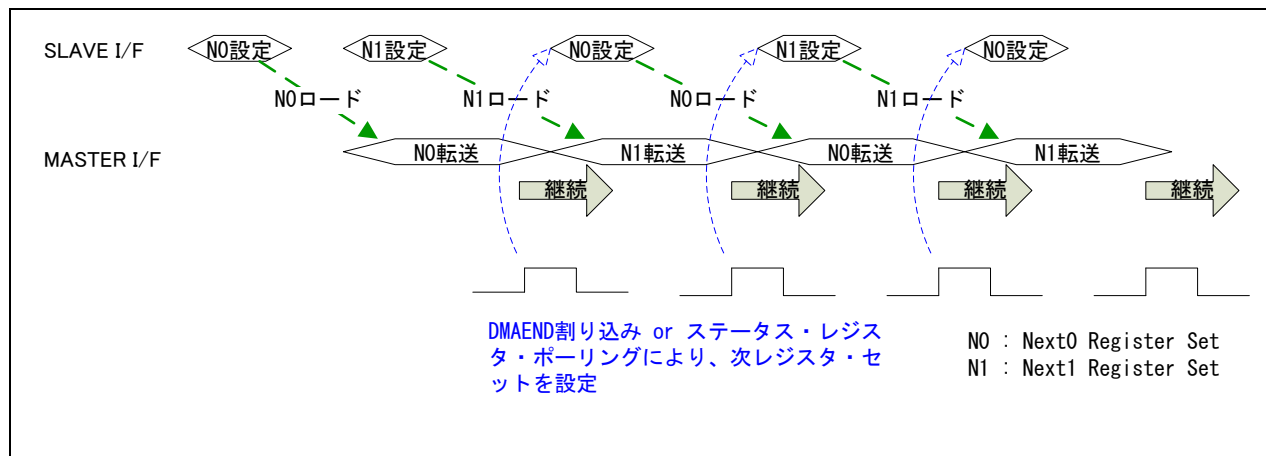 SLAVE I/F
N0設定
N1設定
N0設定
N1設定
N0設定
N0ロード
N1ロード
N0ロード
N1ロード
MASTER I/F
N0転送
N1転送
N0転送
N1転送
継続
継続
継続
継続
DMAEND割り込み or ステータス・レジス
タ・ポーリングにより、次レジスタ・セ
ットを設定
N0 : Next0 Register Set
N1 : Next1 Register Set